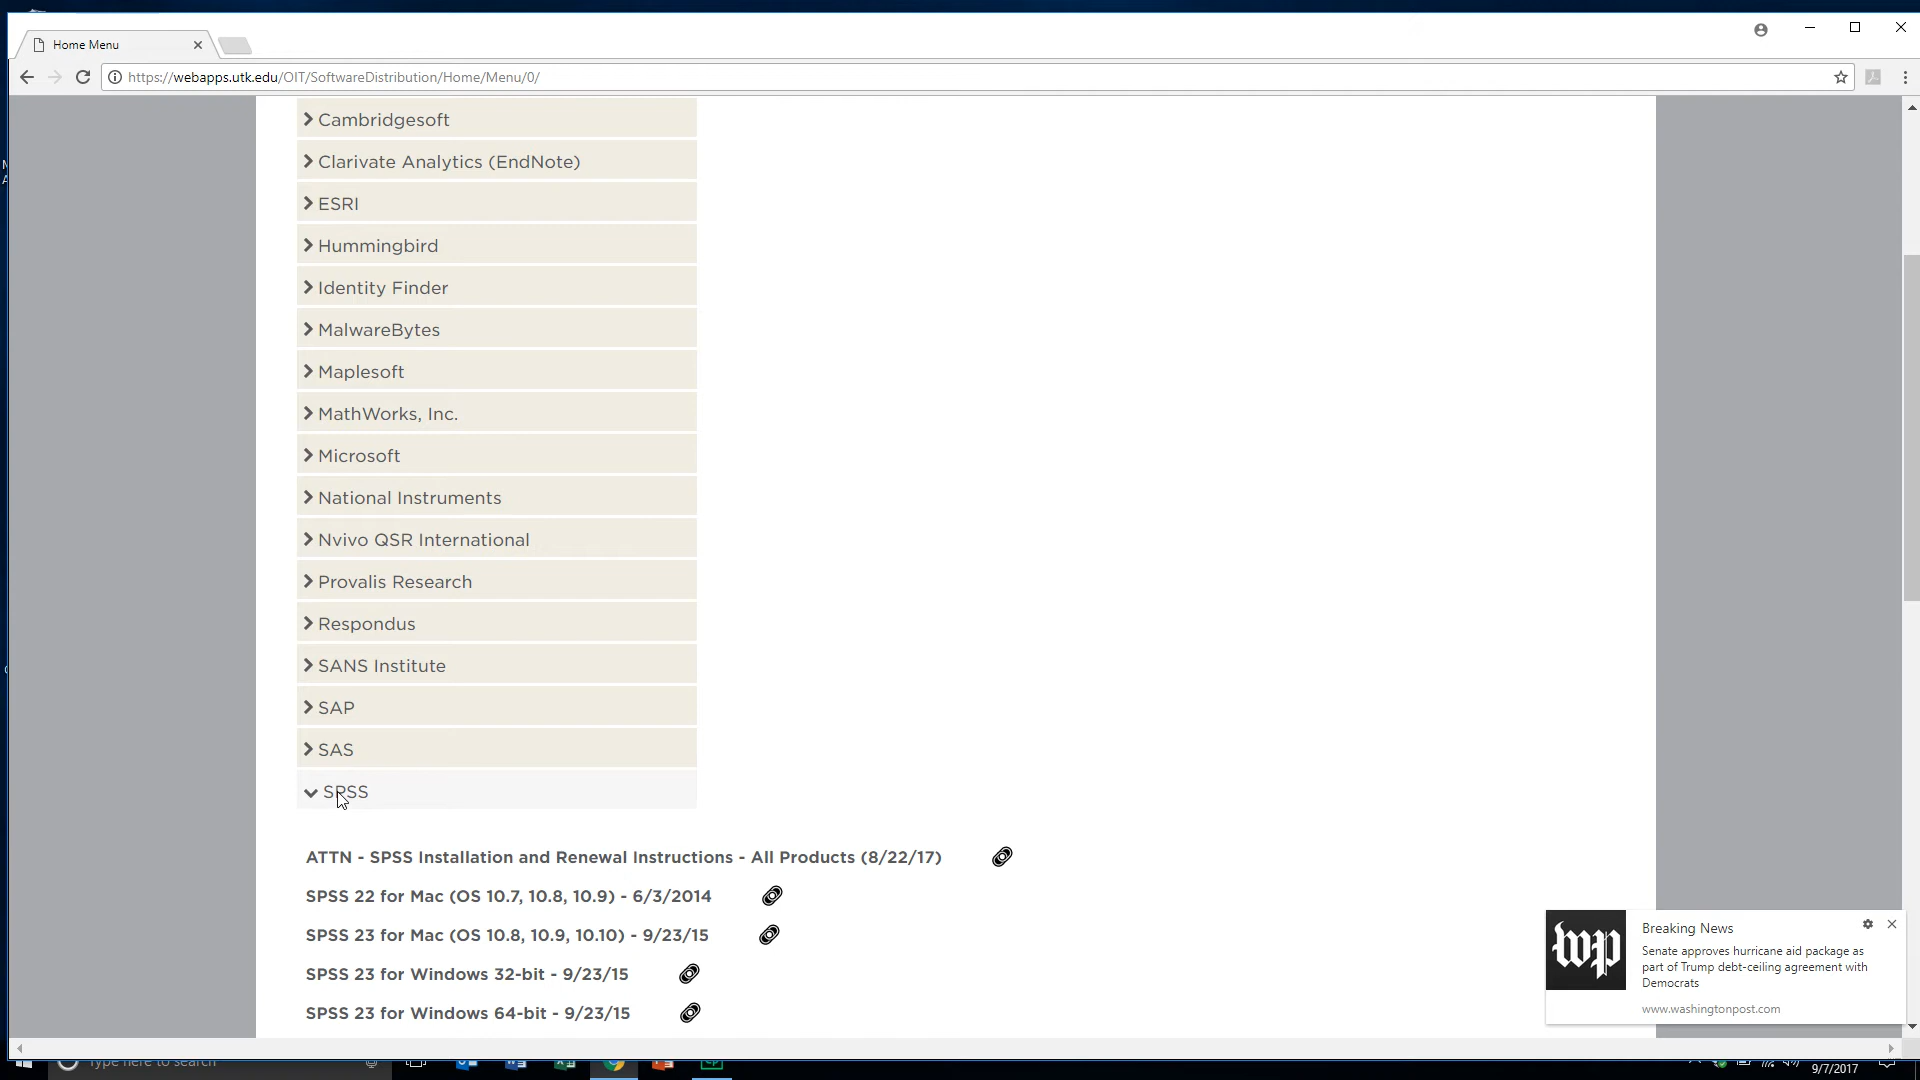 Home Menu
https://webapps.utk.edu/OIT/SoftwareDistribution/Home/Menu/0/
Cambridgesoft
Clarivate Analytics (EndNote)
ESRI
Hummingbird
Identity Finder
MalwareBytes
Maplesoft
MathWorks, Inc.
Microsoft
National Instruments
Nvivo QSR International
Provalis Research
Respondus
SANS Institute
SAP
SAS
SPSS
ATTN - SPSS Installation and Renewal Instructions - All Products (8/22/17)
SPSS 22 for Mac (OS 10.7, 10.8, 10.9) - 6/3/2014
SPSS 23 for Mac (OS 10.8, 10.9, 10.10) - 9/23/15
SPSS 23 for Windows 32-bit - 9/23/15
SPSS 23 for Windows 64-bit - 9/23/15
wp
Breaking News
Senate approves hurricane aid package as
part of Trump debt-ceiling agreement with
Democrats
www.washingtonpost.com
Type here to search
9/7/2017